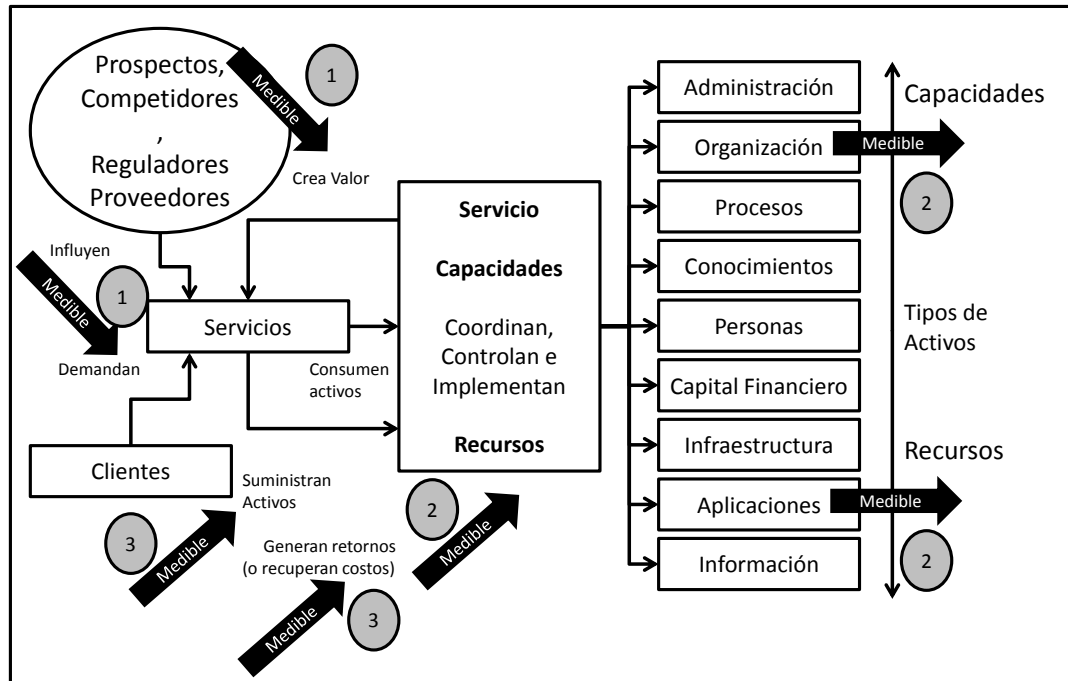 Prospectos,
Competidores
,
Reguladores
Proveedores
Medible
1
Crea Valor
Influyen
Medible
1
Demandan
Servicios
Consumen
activos
Clientes
Suministran
Activos
3
Medible
Generan retornos
(o recuperan costos)
Medible
3
2
Medible
Servicio
Capacidades
Coordinan,
Controlan e
Implementan
Recursos
Administración
Organización
Procesos
Conocimientos
Personas
Capital Financiero
Infraestructura
Aplicaciones
Información
Capacidades
Medible
2
Tipos de
Activos
Recursos
Medible
2